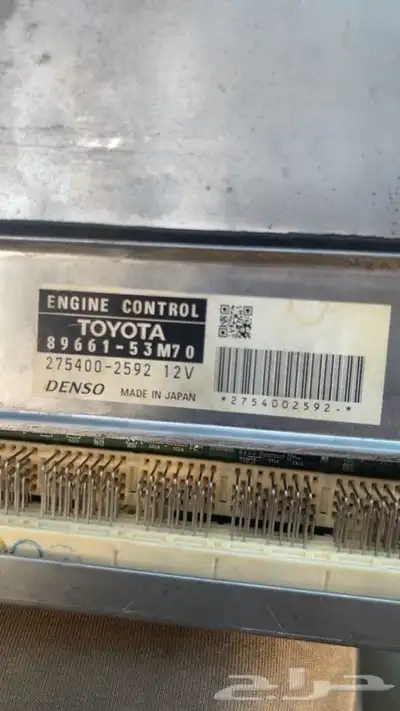 ENGINE CONTROL
TOYOTA
89661-53M70
275400-2592 12V
DENSO MADE IN JAPAN
*2754002592-*
حراج